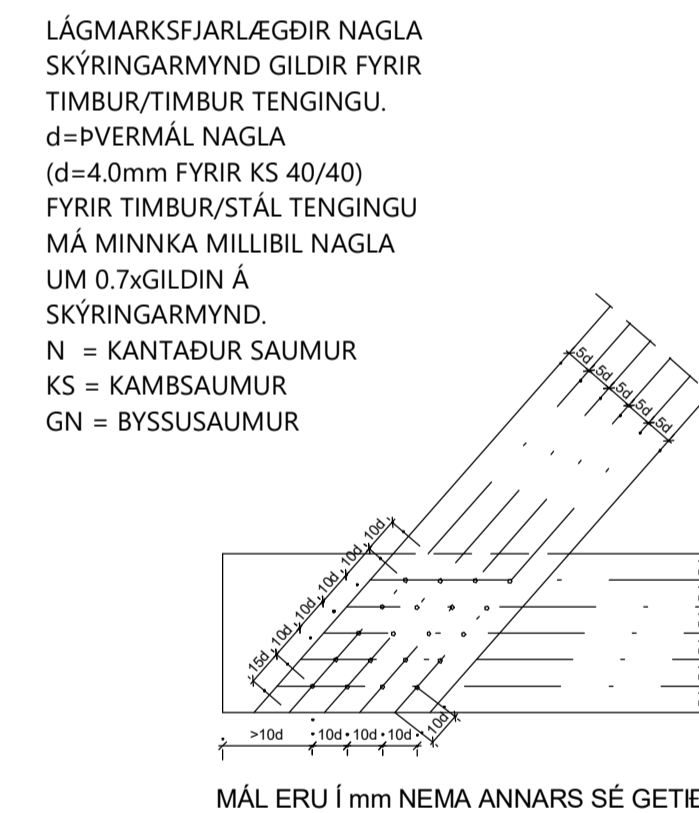 LÁGMARKSFJARLÆGÐIR NAGLA
SKÝRINGARMYND GILDIR FYRIR
TIMBUR/TIMBUR TENGINGU.
d=ÞVERMÁL NAGLA
(d=4.0mm FYRIR KS 40/40)
FYRIR TIMBUR/STÁL TENGINGU
MÁ MINNKA MILLIBIL NAGLA
UM 0.7xGILDIN Á
SKÝRINGARMYND.
N = KANTAÐUR SAUMUR
KS = KAMBSAUMUR
GN = BYSSUSAUMUR
5d 5d 5d 5d 5d
15d 10d 10d 10d 10d 10d
>10d 10d 10d 10d 10d
MÁL ERU Í mm NEMA ANNARS SÉ